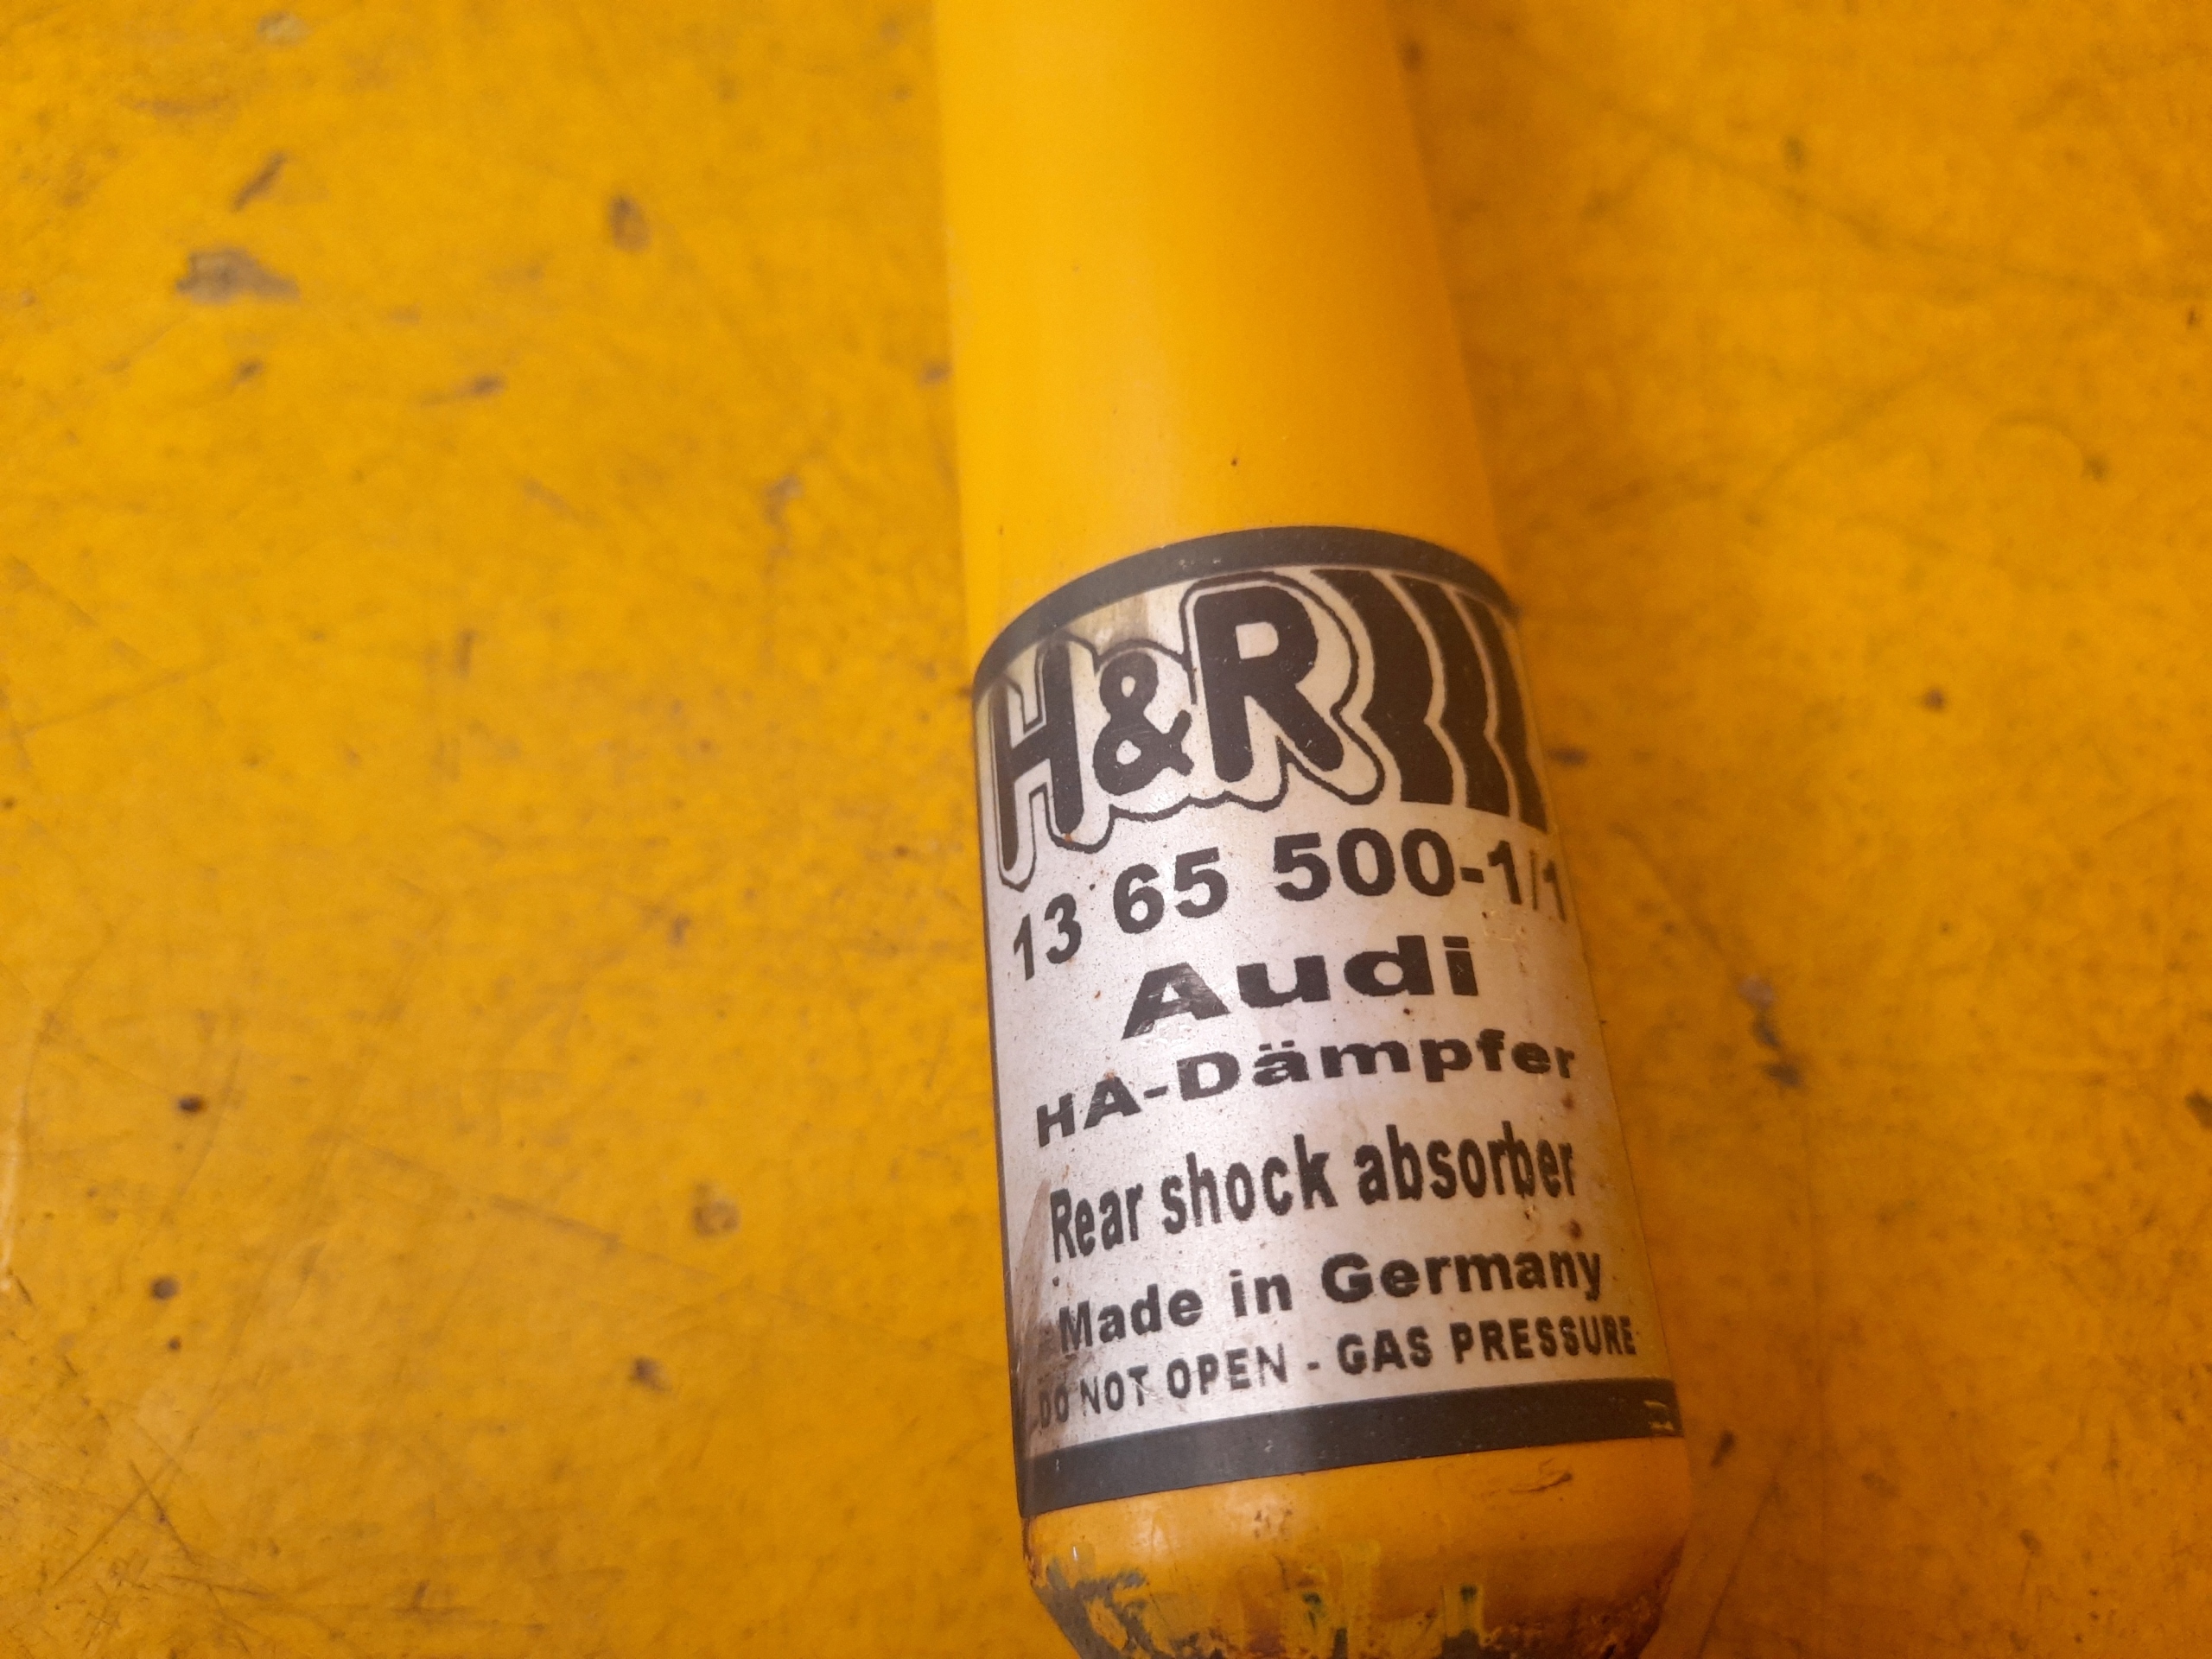 H&R
13 65 500-1/1
Audi
HA-Dämpfer
Rear shock absorber
Made in Germany
DO NOT OPEN - GAS PRESSURE